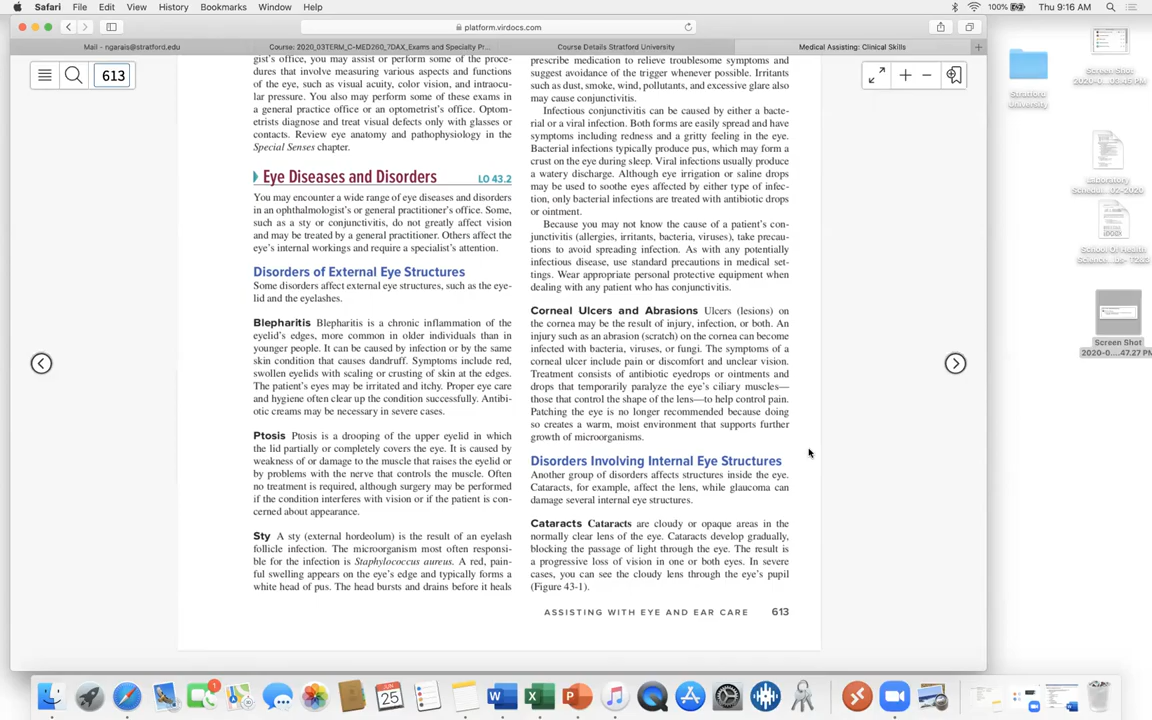 Safari File Edit View History Bookmarks Window Help
100% Thu 9:16 AM
platform.virdocs.com
Mail - ngarais@stratford.edu
Course: 2020_03TERM_C-MED260_7DAX_Exams and Specialty Pr...
Course Details Stratford University
Medical Assisting: Clinical Skills
613
gist's office, you may assist or perform some of the proce-
dures that involve measuring various aspects and functions
of the eye, such as visual acuity, color vision, and intraocu-
lar pressure. You also may perform some of these exams in
a general practice office or an optometrist's office. Optom-
etrists diagnose and treat visual defects only with glasses or
contacts. Review eye anatomy and pathophysiology in the
Special Senses chapter.
Eye Diseases and Disorders LO 43.2
You may encounter a wide range of eye diseases and disorders
in an ophthalmologist's or general practitioner's office. Some,
such as a sty or conjunctivitis, do not greatly affect vision
and may be treated by a general practitioner. Others affect the
eye's internal workings and require a specialist's attention.
Disorders of External Eye Structures
Some disorders affect external eye structures, such as the eye-
lid and the eyelashes.
Blepharitis Blepharitis is a chronic inflammation of the
eyelid's edges, more common in older individuals than in
younger people. It can be caused by infection or by the same
skin condition that causes dandruff. Symptoms include red,
swollen eyelids with scaling or crusting of skin at the edges.
The patient's eyes may be irritated and itchy. Proper eye care
and hygiene often clear up the condition successfully. Antibi-
otic creams may be necessary in severe cases.
Ptosis Ptosis is a drooping of the upper eyelid in which
the lid partially or completely covers the eye. It is caused by
weakness of or damage to the muscle that raises the eyelid or
by problems with the nerve that controls the muscle. Often
no treatment is required, although surgery may be performed
if the condition interferes with vision or if the patient is con-
cerned about appearance.
Sty A sty (external hordeolum) is the result of an eyelash
follicle infection. The microorganism most often responsi-
ble for the infection is Staphylococcus aureus. A red, pain-
ful swelling appears on the eye's edge and typically forms a
white head of pus. The head bursts and drains before it heals
prescribe medication to relieve troublesome symptoms and
suggest avoidance of the trigger whenever possible. Irritants
such as dust, smoke, wind, pollutants, and excessive glare also
may cause conjunctivitis.
Infectious conjunctivitis can be caused by either a bacte-
rial or a viral infection. Both forms are easily spread and have
symptoms including redness and a gritty feeling in the eye.
Bacterial infections typically produce pus, which may form a
crust on the eye during sleep. Viral infections usually produce
a watery discharge. Although eye irrigation or saline drops
may be used to soothe eyes affected by either type of infec-
tion, only bacterial infections are treated with antibiotic drops
or ointment.
Because you may not know the cause of a patient's con-
junctivitis (allergies, irritants, bacteria, viruses), take precau-
tions to avoid spreading infection. As with any potentially
infectious disease, use standard precautions in medical set-
tings. Wear appropriate personal protective equipment when
dealing with any patient who has conjunctivitis.
Corneal Ulcers and Abrasions Ulcers (lesions) on
the cornea may be the result of injury, infection, or both. An
injury such as an abrasion (scratch) on the cornea can become
infected with bacteria, viruses, or fungi. The symptoms of a
corneal ulcer include pain or discomfort and unclear vision.
Treatment consists of antibiotic eyedrops or ointments and
drops that temporarily paralyze the eye's ciliary muscles—
those that control the shape of the lens—to help control pain.
Patching the eye is no longer recommended because doing
so creates a warm, moist environment that supports further
growth of microorganisms.
Disorders Involving Internal Eye Structures
Another group of disorders affects structures inside the eye.
Cataracts, for example, affect the lens, while glaucoma can
damage several internal eye structures.
Cataracts Cataracts are cloudy or opaque areas in the
normally clear lens of the eye. Cataracts develop gradually,
blocking the passage of light through the eye. The result is
a progressive loss of vision in one or both eyes. In severe
cases, you can see the cloudy lens through the eye's pupil
(Figure 43-1).
ASSISTING WITH EYE AND EAR CARE 613
Stratford
University
Screen Shot
2020-0...47.27 PM
1
JUN
25